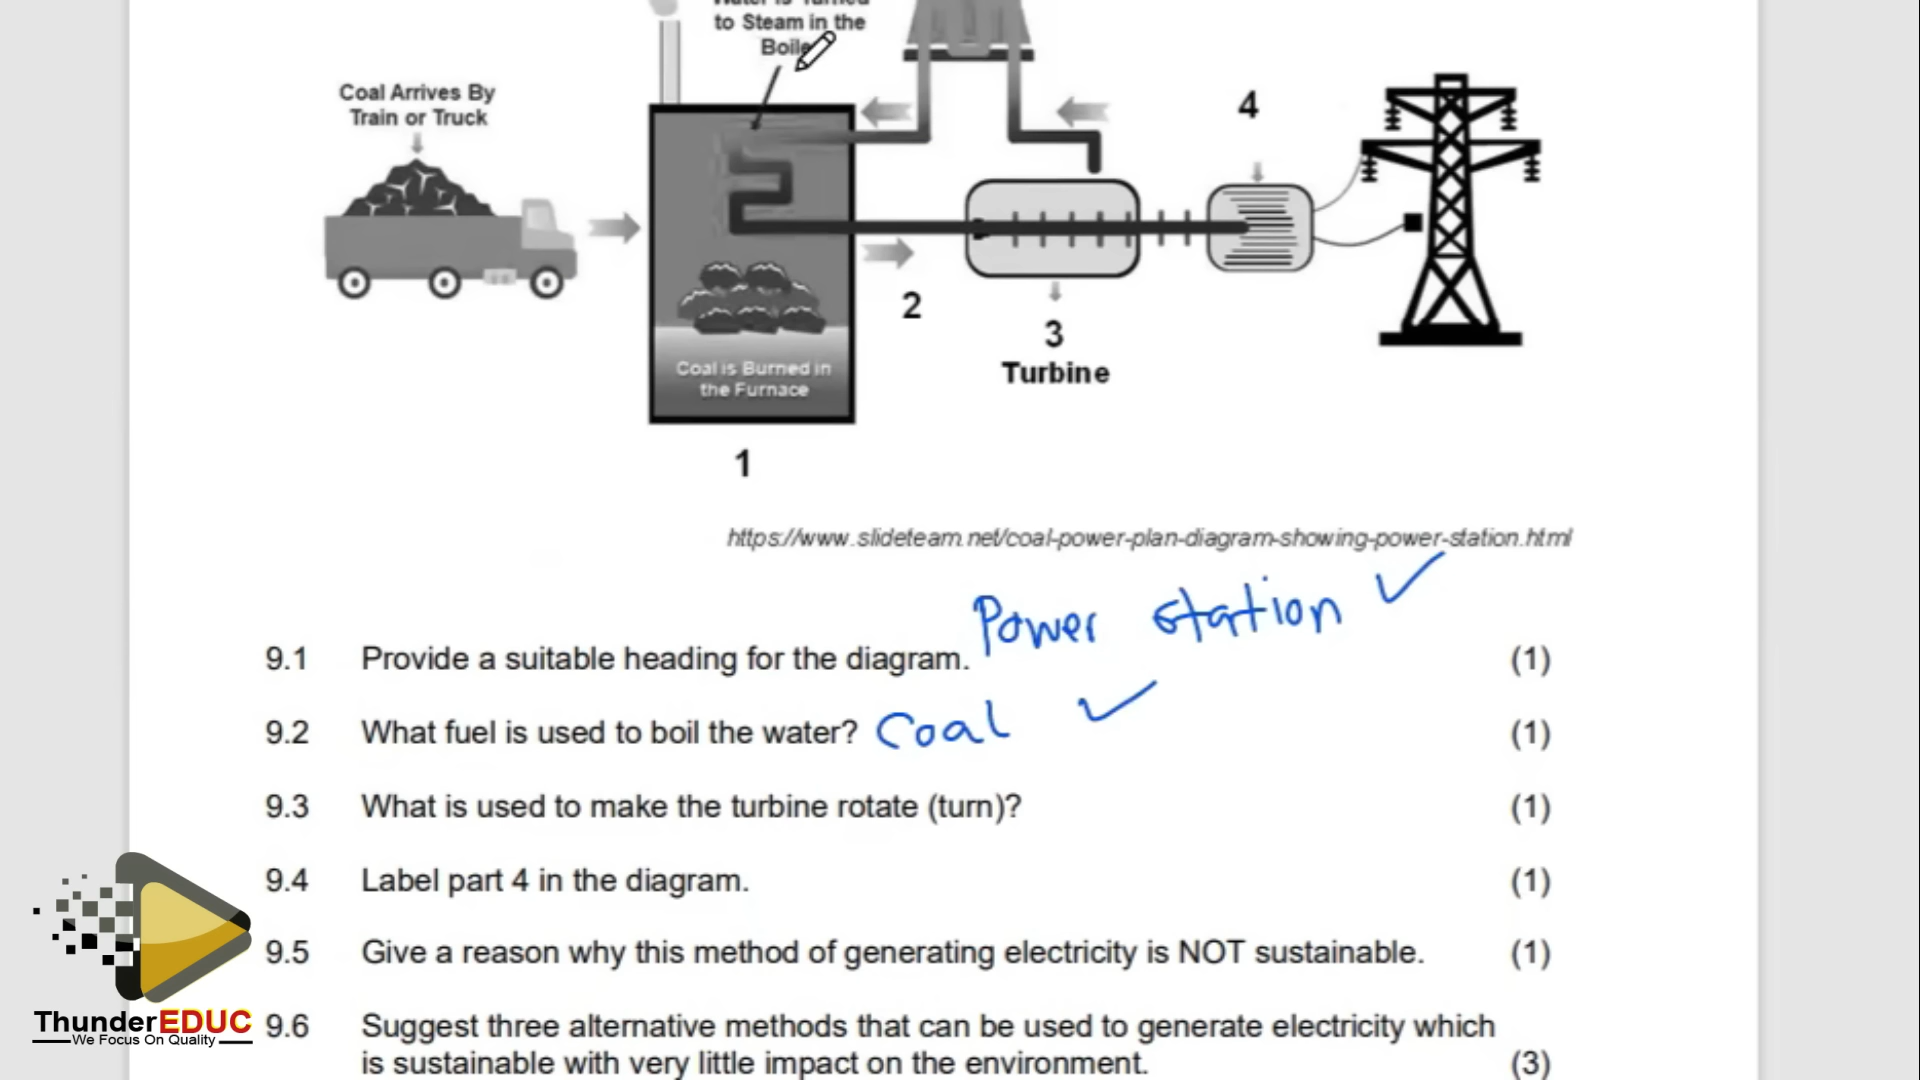 Water is Turned
to Steam in the
Boile
Coal Arrives By
Train or Truck
4
2
3
Turbine
Coal is Burned in
the Furnace
1
https://www.slideteam.net/coal-power-plan-diagram-showing-power-station.html
Power station
9.1 Provide a suitable heading for the diagram. (1)
9.2 What fuel is used to boil the water? Coal (1)
9.3 What is used to make the turbine rotate (turn)? (1)
9.4 Label part 4 in the diagram. (1)
9.5 Give a reason why this method of generating electricity is NOT sustainable. (1)
9.6 Suggest three alternative methods that can be used to generate electricity which
is sustainable with very little impact on the environment. (3)
ThunderEDUC
We Focus On Quality